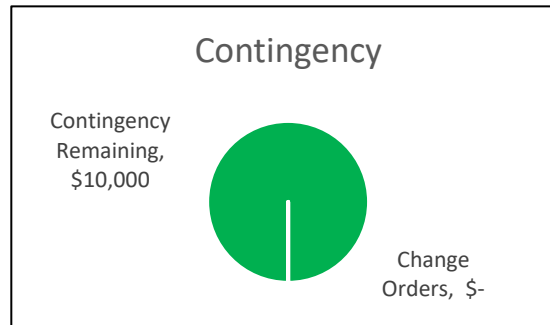 Contingency
Contingency
Remaining,
$10,000
Change
Orders,  $-